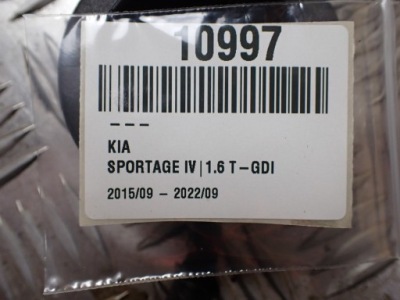 10997
---
KIA
SPORTAGE IV|1.6 T-GDI
2015/09 - 2022/09